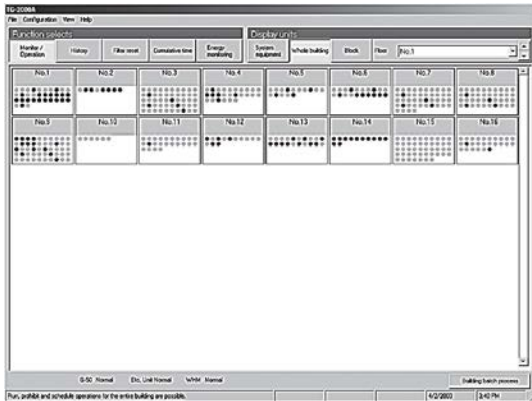 TG-2000A
File Configuration View Help
Function selects Display units
Monitor / Operation History Filter reset Cumulative time Energy monitoring System equipment Whole building Block Floor No.1
No.1 No.2 No.3 No.4 No.5 No.6 No.7 No.8
No.9 No.10 No.11 No.12 No.13 No.14 No.15 No.16
G-50 :Normal Etc. Unit Normal WHM :Normal Building batch process
Run, prohibit and schedule operations for the entire building are possible. 4/2/2003 3:40 PM